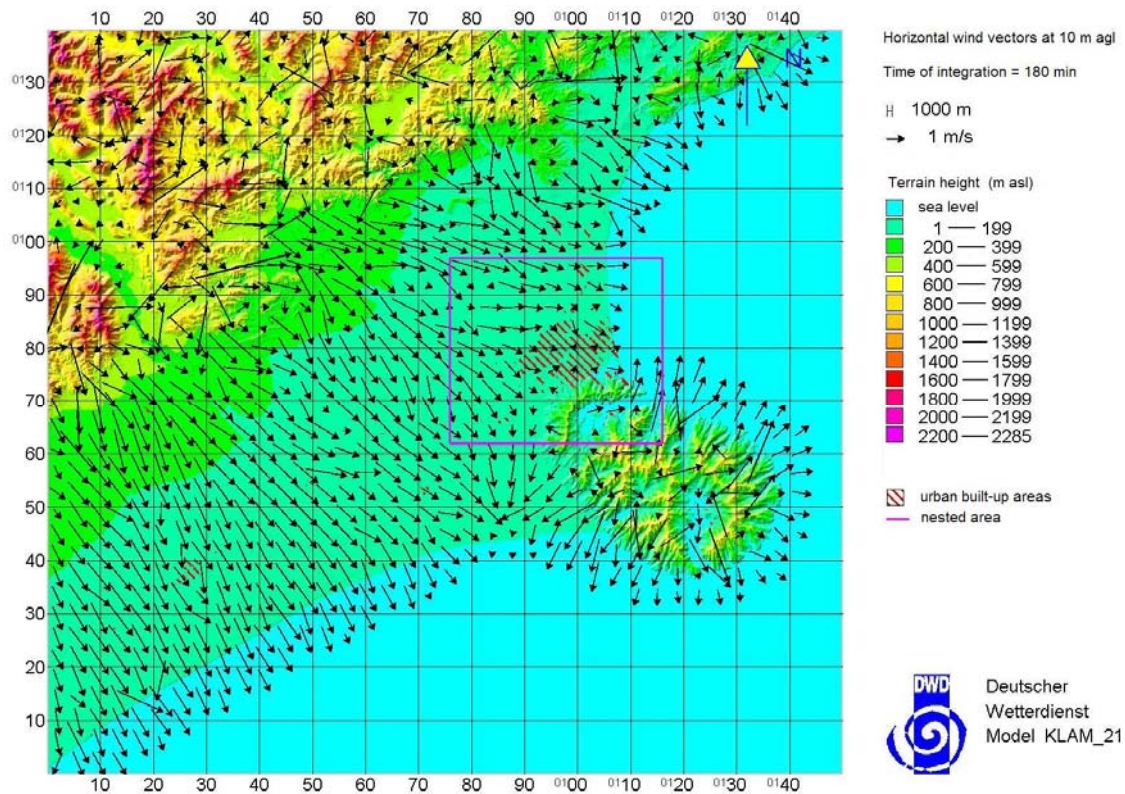 10 20 30 40 50 60 70 80 90 0100 0110 0120 0130 0140
0130
0120
0110
0100
90
80
70
60
50
40
30
20
10
10 20 30 40 50 60 70 80 90 0100 0110 0120 0130 0140
N
Horizontal wind vectors at 10 m agl
Time of integration = 180 min
H 1000 m
1 m/s
Terrain height (m asl)
sea level
1 — 199
200 — 399
400 — 599
600 — 799
800 — 999
1000 — 1199
1200 — 1399
1400 — 1599
1600 — 1799
1800 — 1999
2000 — 2199
2200 — 2285
urban built-up areas
nested area
DWD
Deutscher
Wetterdienst
Model KLAM_21